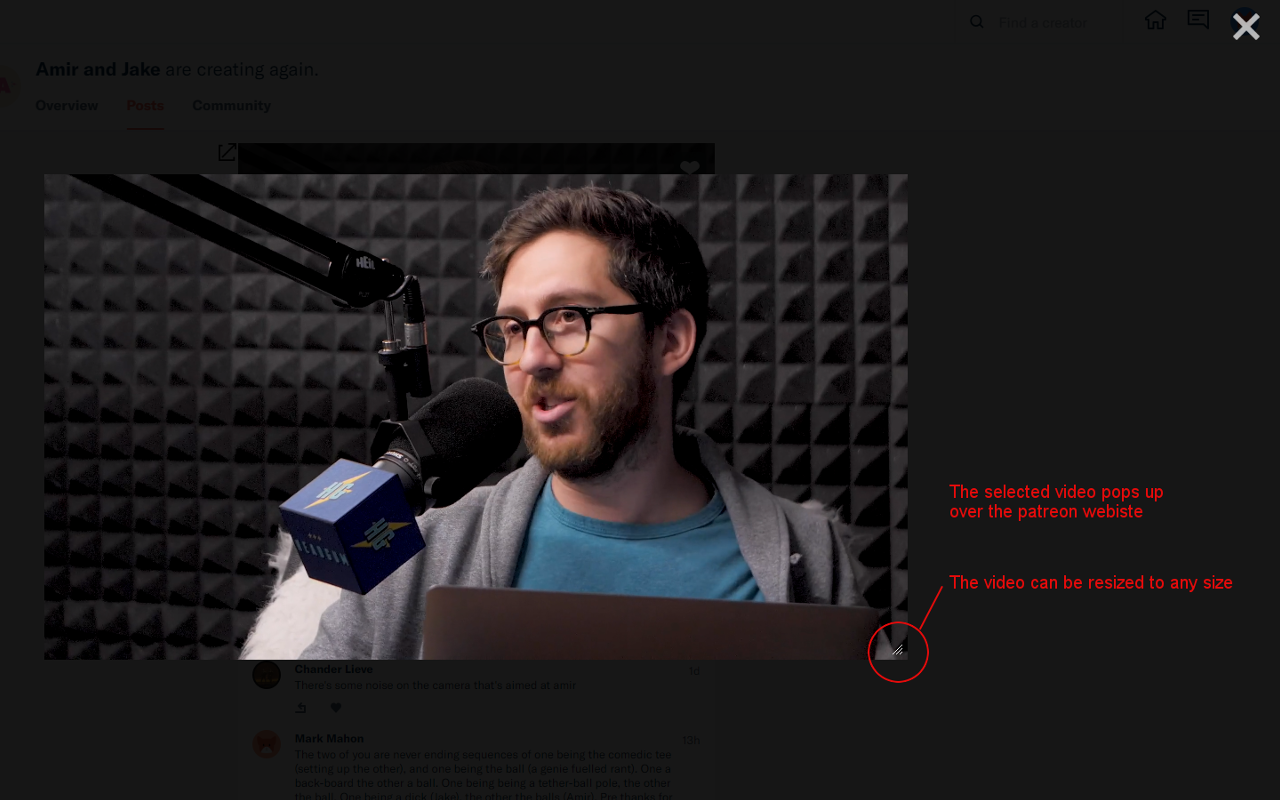 Find a creator
Amir and Jake are creating again.
Overview Posts Community
HEIL
HG
HG
HEADGUM
The selected video pops up
over the patreon webiste
The video can be resized to any size
Chander Lieve 1d
There's some noise on the camara that's aimed at amir
Mark Mahon 13h
The two of you are never ending sequences of one being the comedic tee
(setting up the other), and one being the ball (a genie fuelled rant). One a
back-board the other a ball. One being being a tether-ball pole, the other
the ball. One being a dick (jake), the other the balls (Amir). Pre thanks for